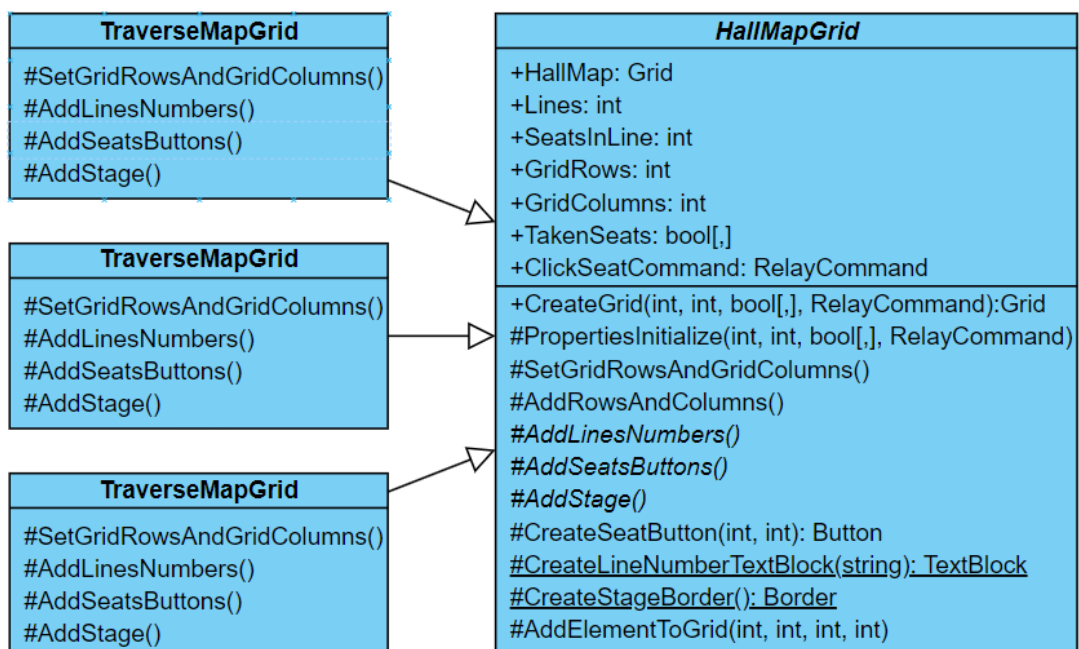 TraverseMapGrid
#SetGridRowsAndGridColumns()
#AddLinesNumbers()
#AddSeatsButtons()
#AddStage()
TraverseMapGrid
#SetGridRowsAndGridColumns()
#AddLinesNumbers()
#AddSeatsButtons()
#AddStage()
TraverseMapGrid
#SetGridRowsAndGridColumns()
#AddLinesNumbers()
#AddSeatsButtons()
#AddStage()
HallMapGrid
+HallMap: Grid
+Lines: int
+SeatsInLine: int
+GridRows: int
+GridColumns: int
+TakenSeats: bool[,]
+ClickSeatCommand: RelayCommand
+CreateGrid(int, int, bool[,], RelayCommand):Grid
#PropertiesInitialize(int, int, bool[,], RelayCommand)
#SetGridRowsAndGridColumns()
#AddRowsAndColumns()
#AddLinesNumbers()
#AddSeatsButtons()
#AddStage()
#CreateSeatButton(int, int): Button
#CreateLineNumberTextBlock(string): TextBlock
#CreateStageBorder(): Border
#AddElementToGrid(int, int, int, int)